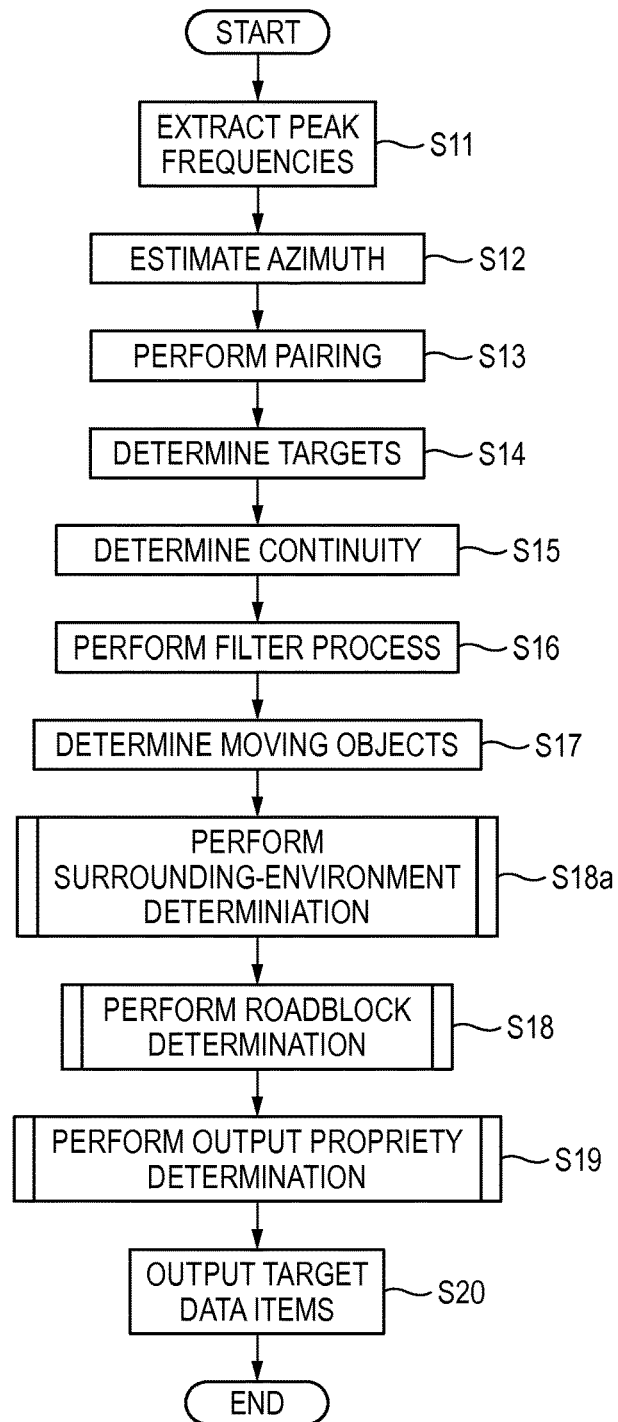 START
EXTRACT PEAK
FREQUENCIES
S11
ESTIMATE AZIMUTH
S12
PERFORM PAIRING
S13
DETERMINE TARGETS
S14
DETERMINE CONTINUITY
S15
PERFORM FILTER PROCESS
S16
DETERMINE MOVING OBJECTS
S17
PERFORM
SURROUNDING-ENVIRONMENT
DETERMINIATION
S18a
PERFORM ROADBLOCK
DETERMINATION
S18
PERFORM OUTPUT PROPRIETY
DETERMINATION
S19
OUTPUT TARGET
DATA ITEMS
S20
END